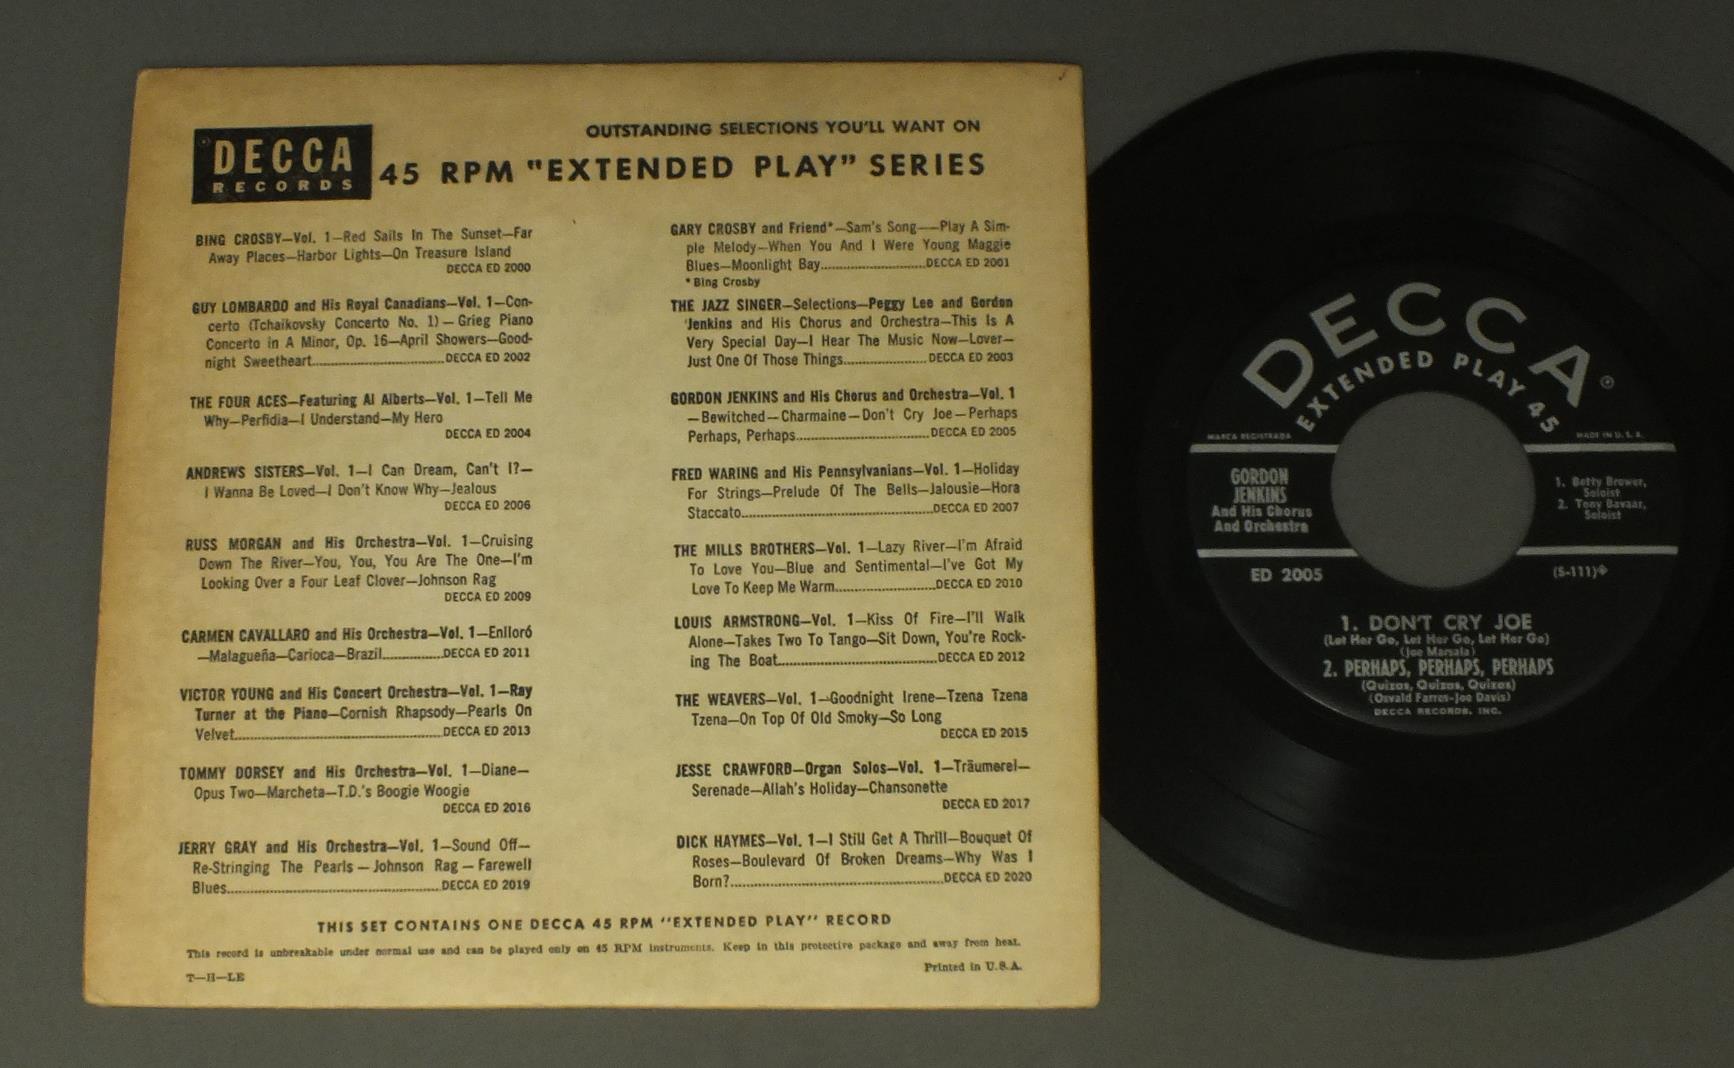 DECCA
RECORDS
OUTSTANDING SELECTIONS YOU'LL WANT ON
45 RPM "EXTENDED PLAY" SERIES
BING CROSBY—Vol. 1—Red Sails In The Sunset—Far
Away Places—Harbor Lights—On Treasure Island
DECCA ED 2000
GUY LOMBARDO and His Royal Canadians—Vol. 1—Con-
certo (Tchaikovsky Concerto No. 1)—Grieg Piano
Concerto in A Minor, Op. 16—April Showers—Good-
night Sweetheart....DECCA ED 2002
THE FOUR ACES—Featuring Al Alberts—Vol. 1—Tell Me
Why—Perfidia—I Understand—My Hero
DECCA ED 2004
ANDREWS SISTERS—Vol. 1—I Can Dream, Can't I?—
I Wanna Be Loved—I Don't Know Why—Jealous
DECCA ED 2006
RUSS MORGAN and His Orchestra—Vol. 1—Cruising
Down The River—You, You, You Are The One—I'm
Looking Over a Four Leaf Clover—Johnson Rag
DECCA ED 2009
CARMEN CAVALLARO and His Orchestra—Vol. 1—Enlloró
—Malagueña—Carioca—Brazil....DECCA ED 2011
VICTOR YOUNG and His Concert Orchestra—Vol. 1—Ray
Turner at the Piano—Cornish Rhapsody—Pearls On
Velvet....DECCA ED 2013
TOMMY DORSEY and His Orchestra—Vol. 1—Diane—
Opus Two—Marcheta—T.D.'s Boogie Woogie
DECCA ED 2016
JERRY GRAY and His Orchestra—Vol. 1—Sound Off—
Re-Stringing The Pearls—Johnson Rag—Farewell
Blues....DECCA ED 2019
GARY CROSBY and Friend*—Sam's Song—Play A Sim-
ple Melody—When You And I Were Young Maggie
Blues—Moonlight Bay....DECCA ED 2001
*Bing Crosby
THE JAZZ SINGER—Selections—Peggy Lee and Gordon
Jenkins and His Chorus and Orchestra—This Is A
Very Special Day—I Hear The Music Now—Lover—
Just One Of Those Things....DECCA ED 2003
GORDON JENKINS and His Chorus and Orchestra—Vol. 1
—Bewitched—Charmaine—Don't Cry Joe—Perhaps
Perhaps, Perhaps....DECCA ED 2005
FRED WARING and His Pennsylvanians—Vol. 1—Holiday
For Strings—Prelude Of The Bells—Jalousie—Hora
Staccato....DECCA ED 2007
THE MILLS BROTHERS—Vol. 1—Lazy River—I'm Afraid
To Love You—Blue and Sentimental—I've Got My
Love To Keep Me Warm....DECCA ED 2010
LOUIS ARMSTRONG—Vol. 1—Kiss Of Fire—I'll Walk
Alone—Takes Two To Tango—Sit Down, You're Rock-
ing The Boat....DECCA ED 2012
THE WEAVERS—Vol. 1—Goodnight Irene—Tzena Tzena
Tzena—On Top Of Old Smoky—So Long
DECCA ED 2015
JESSE CRAWFORD—Organ Solos—Vol. 1—Träumerei—
Serenade—Allah's Holiday—Chansonette
DECCA ED 2017
DICK HAYMES—Vol. 1—I Still Get A Thrill—Bouquet Of
Roses—Boulevard Of Broken Dreams—Why Was I
Born?....DECCA ED 2020
THIS SET CONTAINS ONE DECCA 45 RPM "EXTENDED PLAY" RECORD
This record is unbreakable under normal use and can be played only on 45 RPM instruments. Keep in this protective package and away from heat.
T—H—LE
Printed in U.S.A.
DECCA®
EXTENDED PLAY 45
MARCA REGISTRADA
MADE IN U.S.A.
GORDON
JENKINS
And His Chorus
And Orchestra
1. Betty Brewer,
Soloist
2. Tony Bavaar,
Soloist
ED 2005
(S-111)
1. DON'T CRY JOE
(Let Her Go, Let Her Go, Let Her Go)
(Joe Marsala)
2. PERHAPS, PERHAPS, PERHAPS
(Quizas, Quizas, Quizas)
(Osvald Farres-Joe Davis)
DECCA RECORDS, INC.